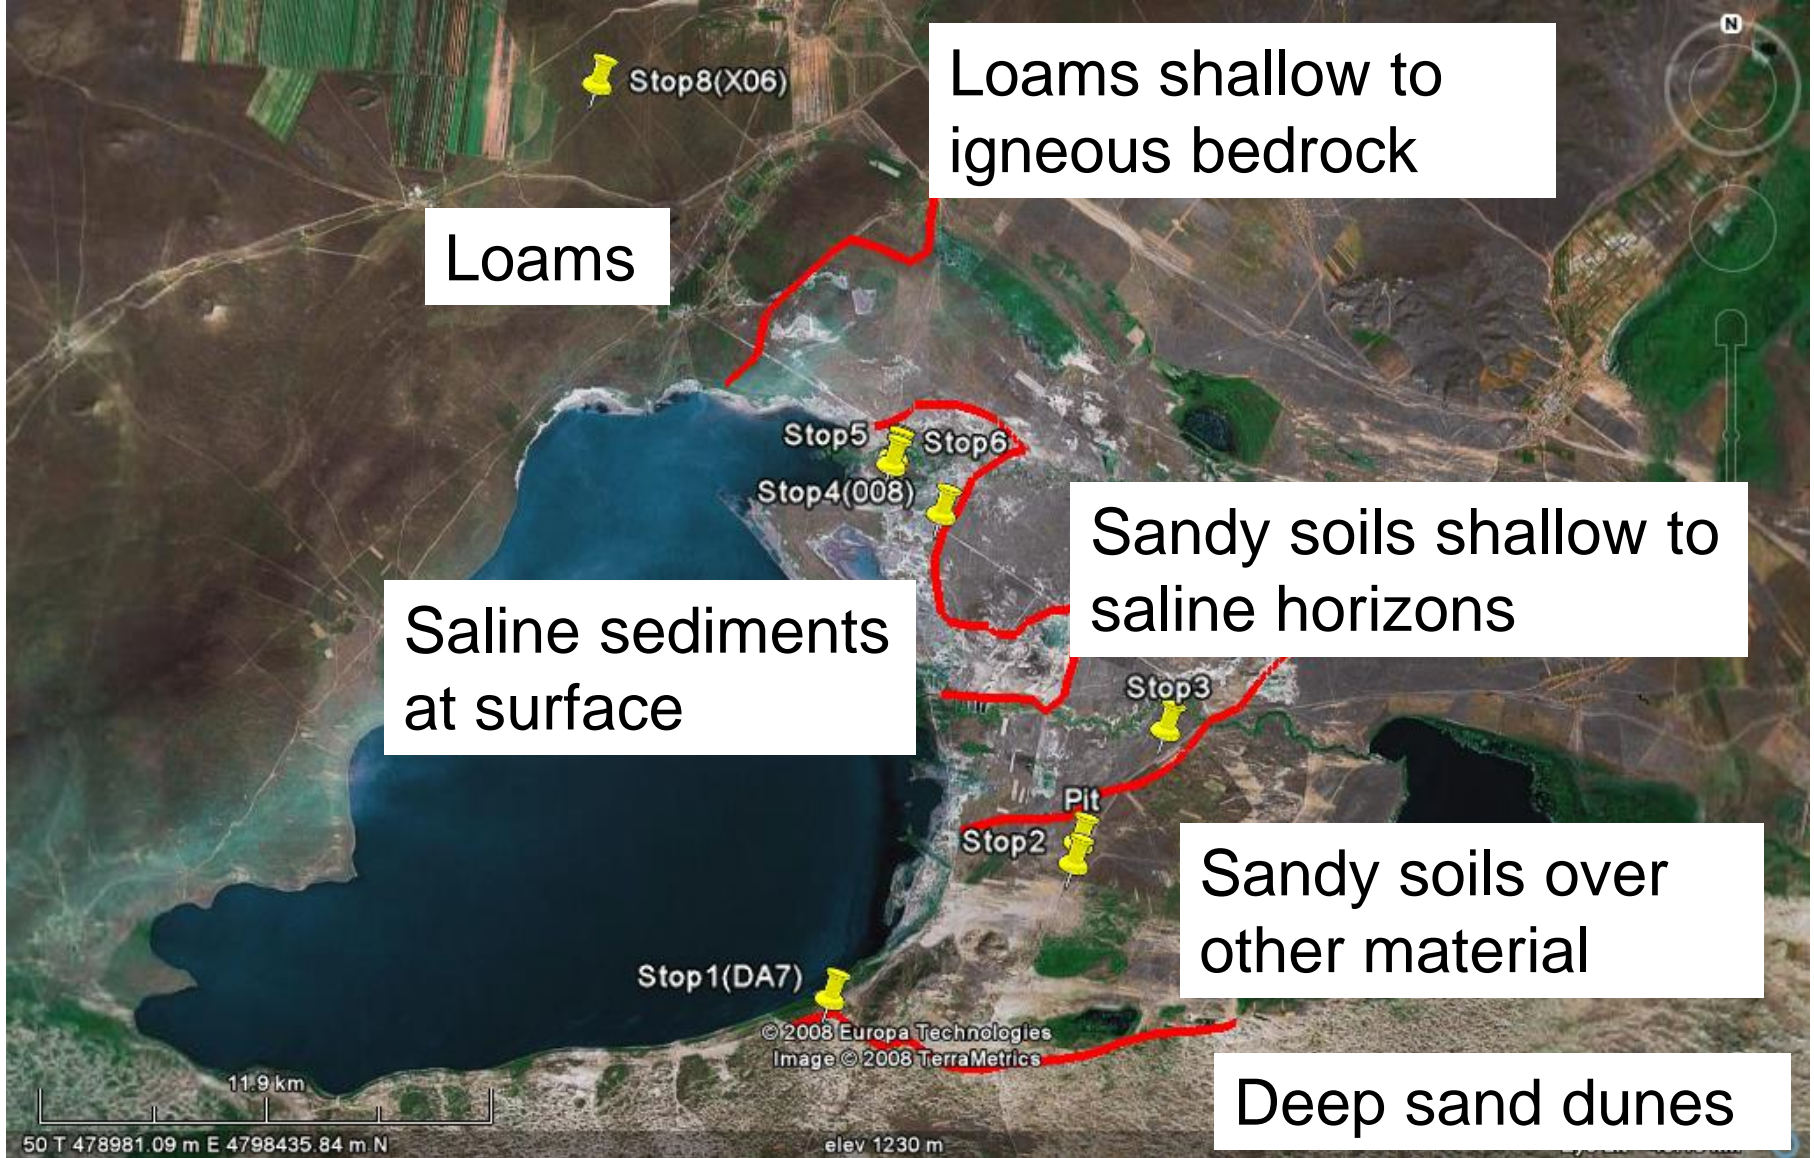 N
Stop8(X06)
Loams shallow to
igneous bedrock
Loams
Stop5
Stop6
Stop4(008)
Sandy soils shallow to
saline horizons
Saline sediments
at surface
Stop3
Pit
Stop2
Sandy soils over
other material
Stop1(DA7)
© 2008 Europa Technologies
Image © 2008 TerraMetrics
11.9 km
Deep sand dunes
50 T 478981.09 m E 4798435.84 m N
elev 1230 m